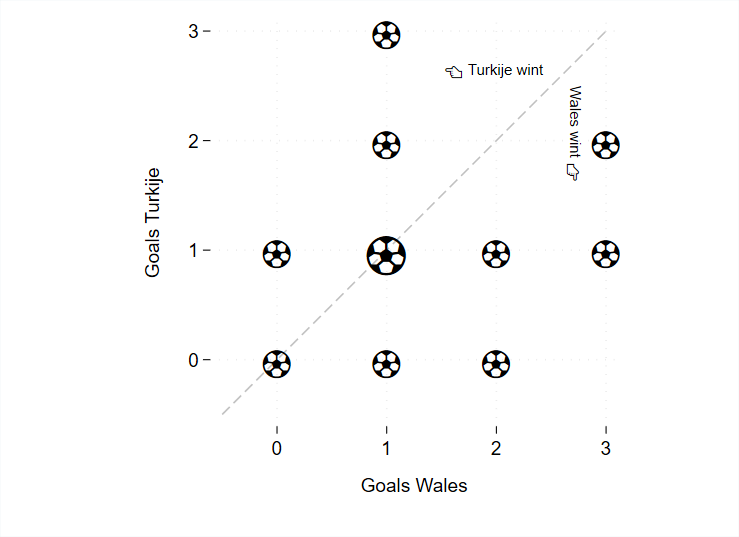 3
Turkije wint
Wales wint
2
Goals Turkije
1
0
0 1 2 3
Goals Wales